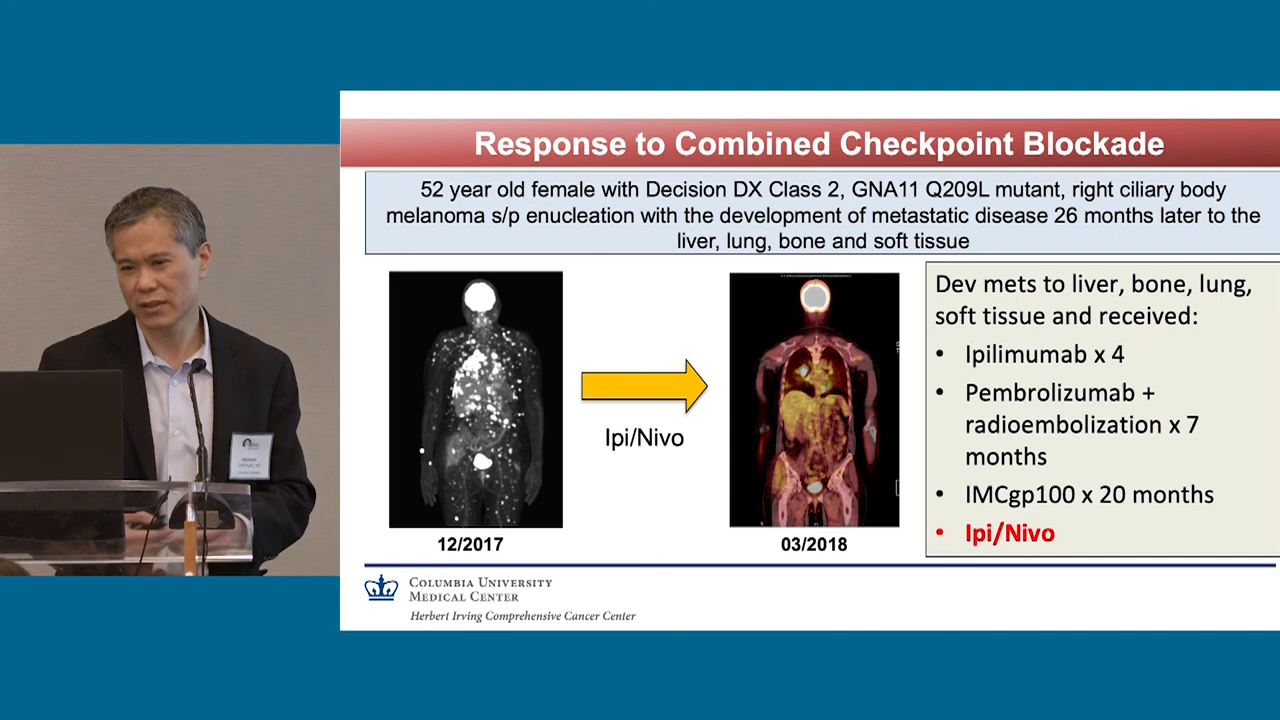 Response to Combined Checkpoint Blockade
52 year old female with Decision DX Class 2, GNA11 Q209L mutant, right ciliary body
melanoma s/p enucleation with the development of metastatic disease 26 months later to the
liver, lung, bone and soft tissue
Ipi/Nivo
12/2017
03/2018
Dev mets to liver, bone, lung,
soft tissue and received:
• Ipilimumab x 4
• Pembrolizumab +
radioembolization x 7
months
• IMCgp100 x 20 months
• Ipi/Nivo
COLUMBIA UNIVERSITY
MEDICAL CENTER
Herbert Irving Comprehensive Cancer Center